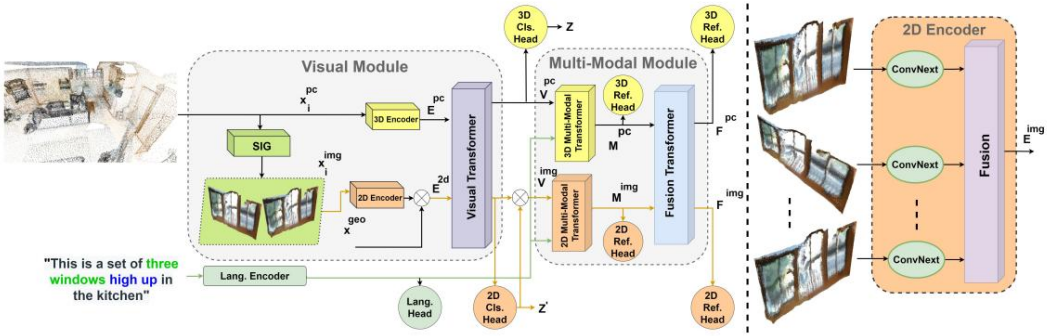 3D
Cls.
Head
Z
3D
Ref.
Head
2D Encoder
Visual Module
Multi-Modal Module
x_i^pc
3D Encoder
E^pc
V^pc
3D Multi-Modal
Transformer
3D
Ref.
Head
M^pc
F^pc
SIG
x_i^img
2D Encoder
E^2d
x^geo
Visual Transformer
V^img
2D Multi-Modal
Transformer
M^img
2D
Ref.
Head
Fusion Transformer
F^img
"This is a set of three
windows high up in
the kitchen"
Lang. Encoder
Lang.
Head
2D
Cls.
Head
Z'
2D
Ref.
Head
ConvNext
ConvNext
ConvNext
Fusion
E^img